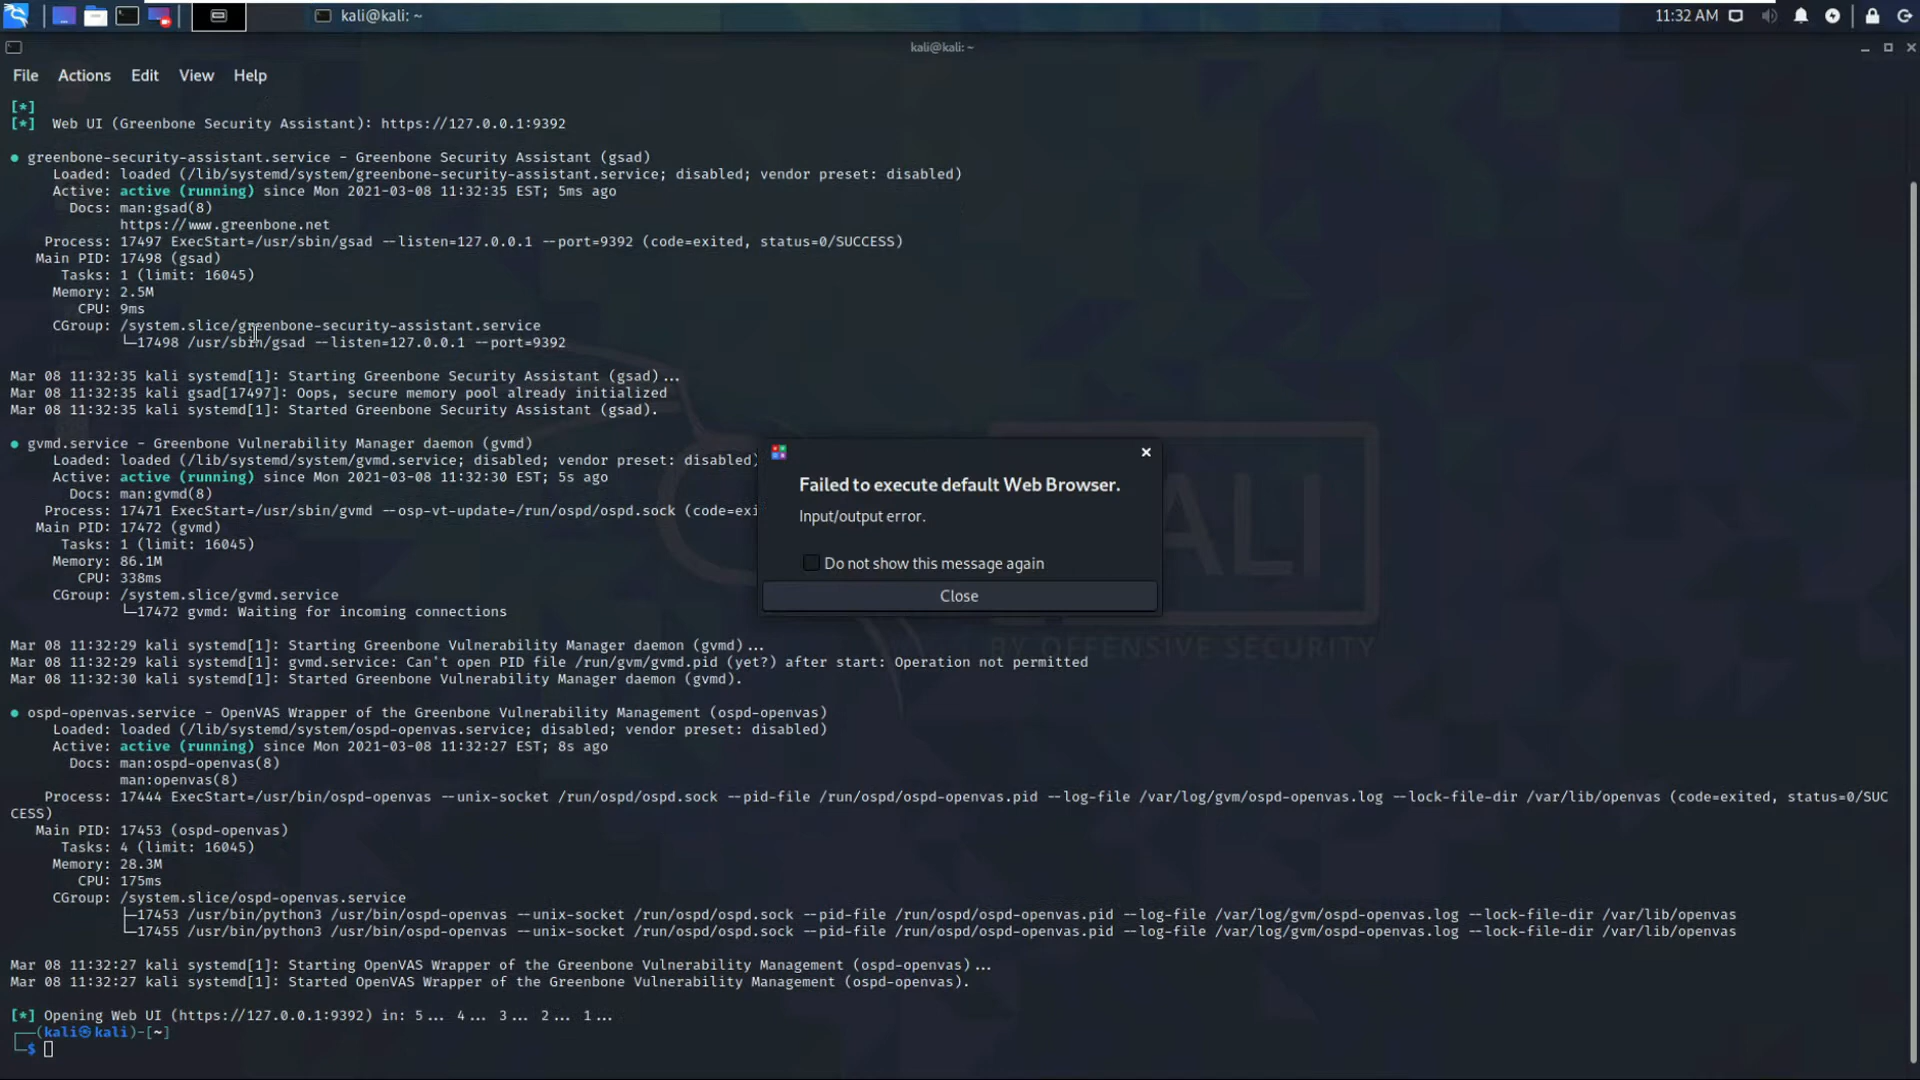 kali@kali: ~
11:32 AM
kali@kali: ~
File Actions Edit View Help
[*]
[*] Web UI (Greenbone Security Assistant): https://127.0.0.1:9392
● greenbone-security-assistant.service - Greenbone Security Assistant (gsad)
Loaded: loaded (/lib/systemd/system/greenbone-security-assistant.service; disabled; vendor preset: disabled)
Active: active (running) since Mon 2021-03-08 11:32:35 EST; 5ms ago
Docs: man:gsad(8)
https://www.greenbone.net
Process: 17497 ExecStart=/usr/sbin/gsad --listen=127.0.0.1 --port=9392 (code=exited, status=0/SUCCESS)
Main PID: 17498 (gsad)
Tasks: 1 (limit: 16045)
Memory: 2.5M
CPU: 9ms
CGroup: /system.slice/greenbone-security-assistant.service
└─17498 /usr/sbin/gsad --listen=127.0.0.1 --port=9392
Mar 08 11:32:35 kali systemd[1]: Starting Greenbone Security Assistant (gsad)...
Mar 08 11:32:35 kali gsad[17497]: Oops, secure memory pool already initialized
Mar 08 11:32:35 kali systemd[1]: Started Greenbone Security Assistant (gsad).
● gvmd.service - Greenbone Vulnerability Manager daemon (gvmd)
Loaded: loaded (/lib/systemd/system/gvmd.service; disabled; vendor preset: disabled)
Active: active (running) since Mon 2021-03-08 11:32:30 EST; 5s ago
Docs: man:gvmd(8)
Process: 17471 ExecStart=/usr/sbin/gvmd --osp-vt-update=/run/ospd/ospd.sock (code=exi
Main PID: 17472 (gvmd)
Tasks: 1 (limit: 16045)
Memory: 86.1M
CPU: 338ms
CGroup: /system.slice/gvmd.service
└─17472 gvmd: Waiting for incoming connections
Mar 08 11:32:29 kali systemd[1]: Starting Greenbone Vulnerability Manager daemon (gvmd)...
Mar 08 11:32:29 kali systemd[1]: gvmd.service: Can't open PID file /run/gvm/gvmd.pid (yet?) after start: Operation not permitted
Mar 08 11:32:30 kali systemd[1]: Started Greenbone Vulnerability Manager daemon (gvmd).
● ospd-openvas.service - OpenVAS Wrapper of the Greenbone Vulnerability Management (ospd-openvas)
Loaded: loaded (/lib/systemd/system/ospd-openvas.service; disabled; vendor preset: disabled)
Active: active (running) since Mon 2021-03-08 11:32:27 EST; 8s ago
Docs: man:ospd-openvas(8)
man:openvas(8)
Process: 17444 ExecStart=/usr/bin/ospd-openvas --unix-socket /run/ospd/ospd.sock --pid-file /run/ospd/ospd-openvas.pid --log-file /var/log/gvm/ospd-openvas.log --lock-file-dir /var/lib/openvas (code=exited, status=0/SUC
CESS)
Main PID: 17453 (ospd-openvas)
Tasks: 4 (limit: 16045)
Memory: 28.3M
CPU: 175ms
CGroup: /system.slice/ospd-openvas.service
├─17453 /usr/bin/python3 /usr/bin/ospd-openvas --unix-socket /run/ospd/ospd.sock --pid-file /run/ospd/ospd-openvas.pid --log-file /var/log/gvm/ospd-openvas.log --lock-file-dir /var/lib/openvas
└─17455 /usr/bin/python3 /usr/bin/ospd-openvas --unix-socket /run/ospd/ospd.sock --pid-file /run/ospd/ospd-openvas.pid --log-file /var/log/gvm/ospd-openvas.log --lock-file-dir /var/lib/openvas
Mar 08 11:32:27 kali systemd[1]: Starting OpenVAS Wrapper of the Greenbone Vulnerability Management (ospd-openvas)...
Mar 08 11:32:27 kali systemd[1]: Started OpenVAS Wrapper of the Greenbone Vulnerability Management (ospd-openvas).
[*] Opening Web UI (https://127.0.0.1:9392) in: 5... 4... 3... 2... 1...
┌──(kali㉿kali)-[~]
└─$
Failed to execute default Web Browser.
Input/output error.
Do not show this message again
Close
ALI
BY OFFENSIVE SECURITY